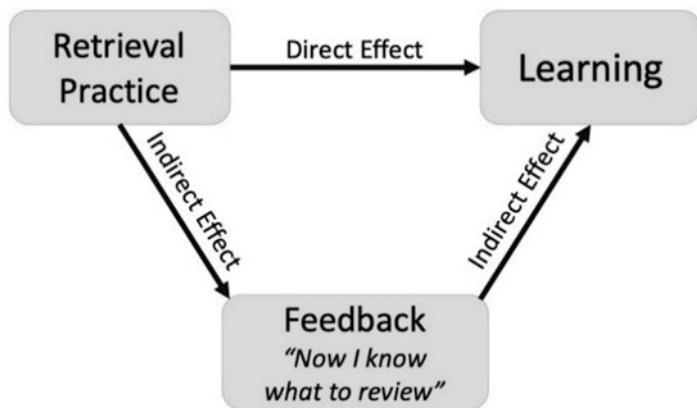 Retrieval
Practice
Direct Effect
Learning
Indirect Effect
Indirect Effect
Feedback
“Now I know
what to review”